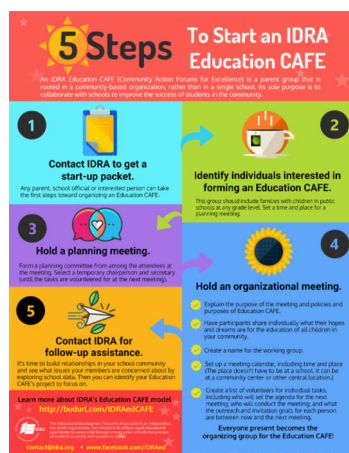 5 Steps
To Start an IDRA
Education CAFE
An IDRA Education CAFE (Community Action Forums for Excellence) is a parent group that is
rooted in a community-based organization, rather than in a single school. Its sole purpose is to
collaborate with schools to improve the success of students in the community.
1
Contact IDRA to get a
start-up packet.
Any parent, school official or interested person can take
the first steps toward organizing an Education CAFE.
2
Identify individuals interested in
forming an Education CAFE.
This group should include families with children in public
schools at any grade level. Set a time and place for a
planning meeting.
3
Hold a planning meeting.
Form a planning committee from among the attendees at
the meeting. Select a temporary chairperson and secretary
(until the tasks are volunteered for at the next meeting).
4
Hold an organizational meeting.
Explain the purpose of the meeting and policies and
purposes of Education CAFE.
Have participants share individually what their hopes
and dreams are for the education of all children in
your community.
Create a name for the working group.
Set up a meeting calendar, including time and place
(The place doesn't have to be at a school. It can be
at a community center or other central location.)
Create a list of volunteers for individual tasks,
including who will set the agenda for the next
meeting; who will conduct the meeting; and what
the outreach and invitation goals for each person
are between now and the next meeting.
Everyone present becomes the
organizing group for the Education CAFE!
5
Contact IDRA for
follow-up assistance.
It's time to build relationships in your school community
and see what issues your members are concerned about by
exploring school data. Then you can identify your Education
CAFE's project to focus on.
Learn more about IDRA's Education CAFE model
http://budurl.com/IDRAedCAFE
contact@idra.org • www.facebook.com/IDRAed